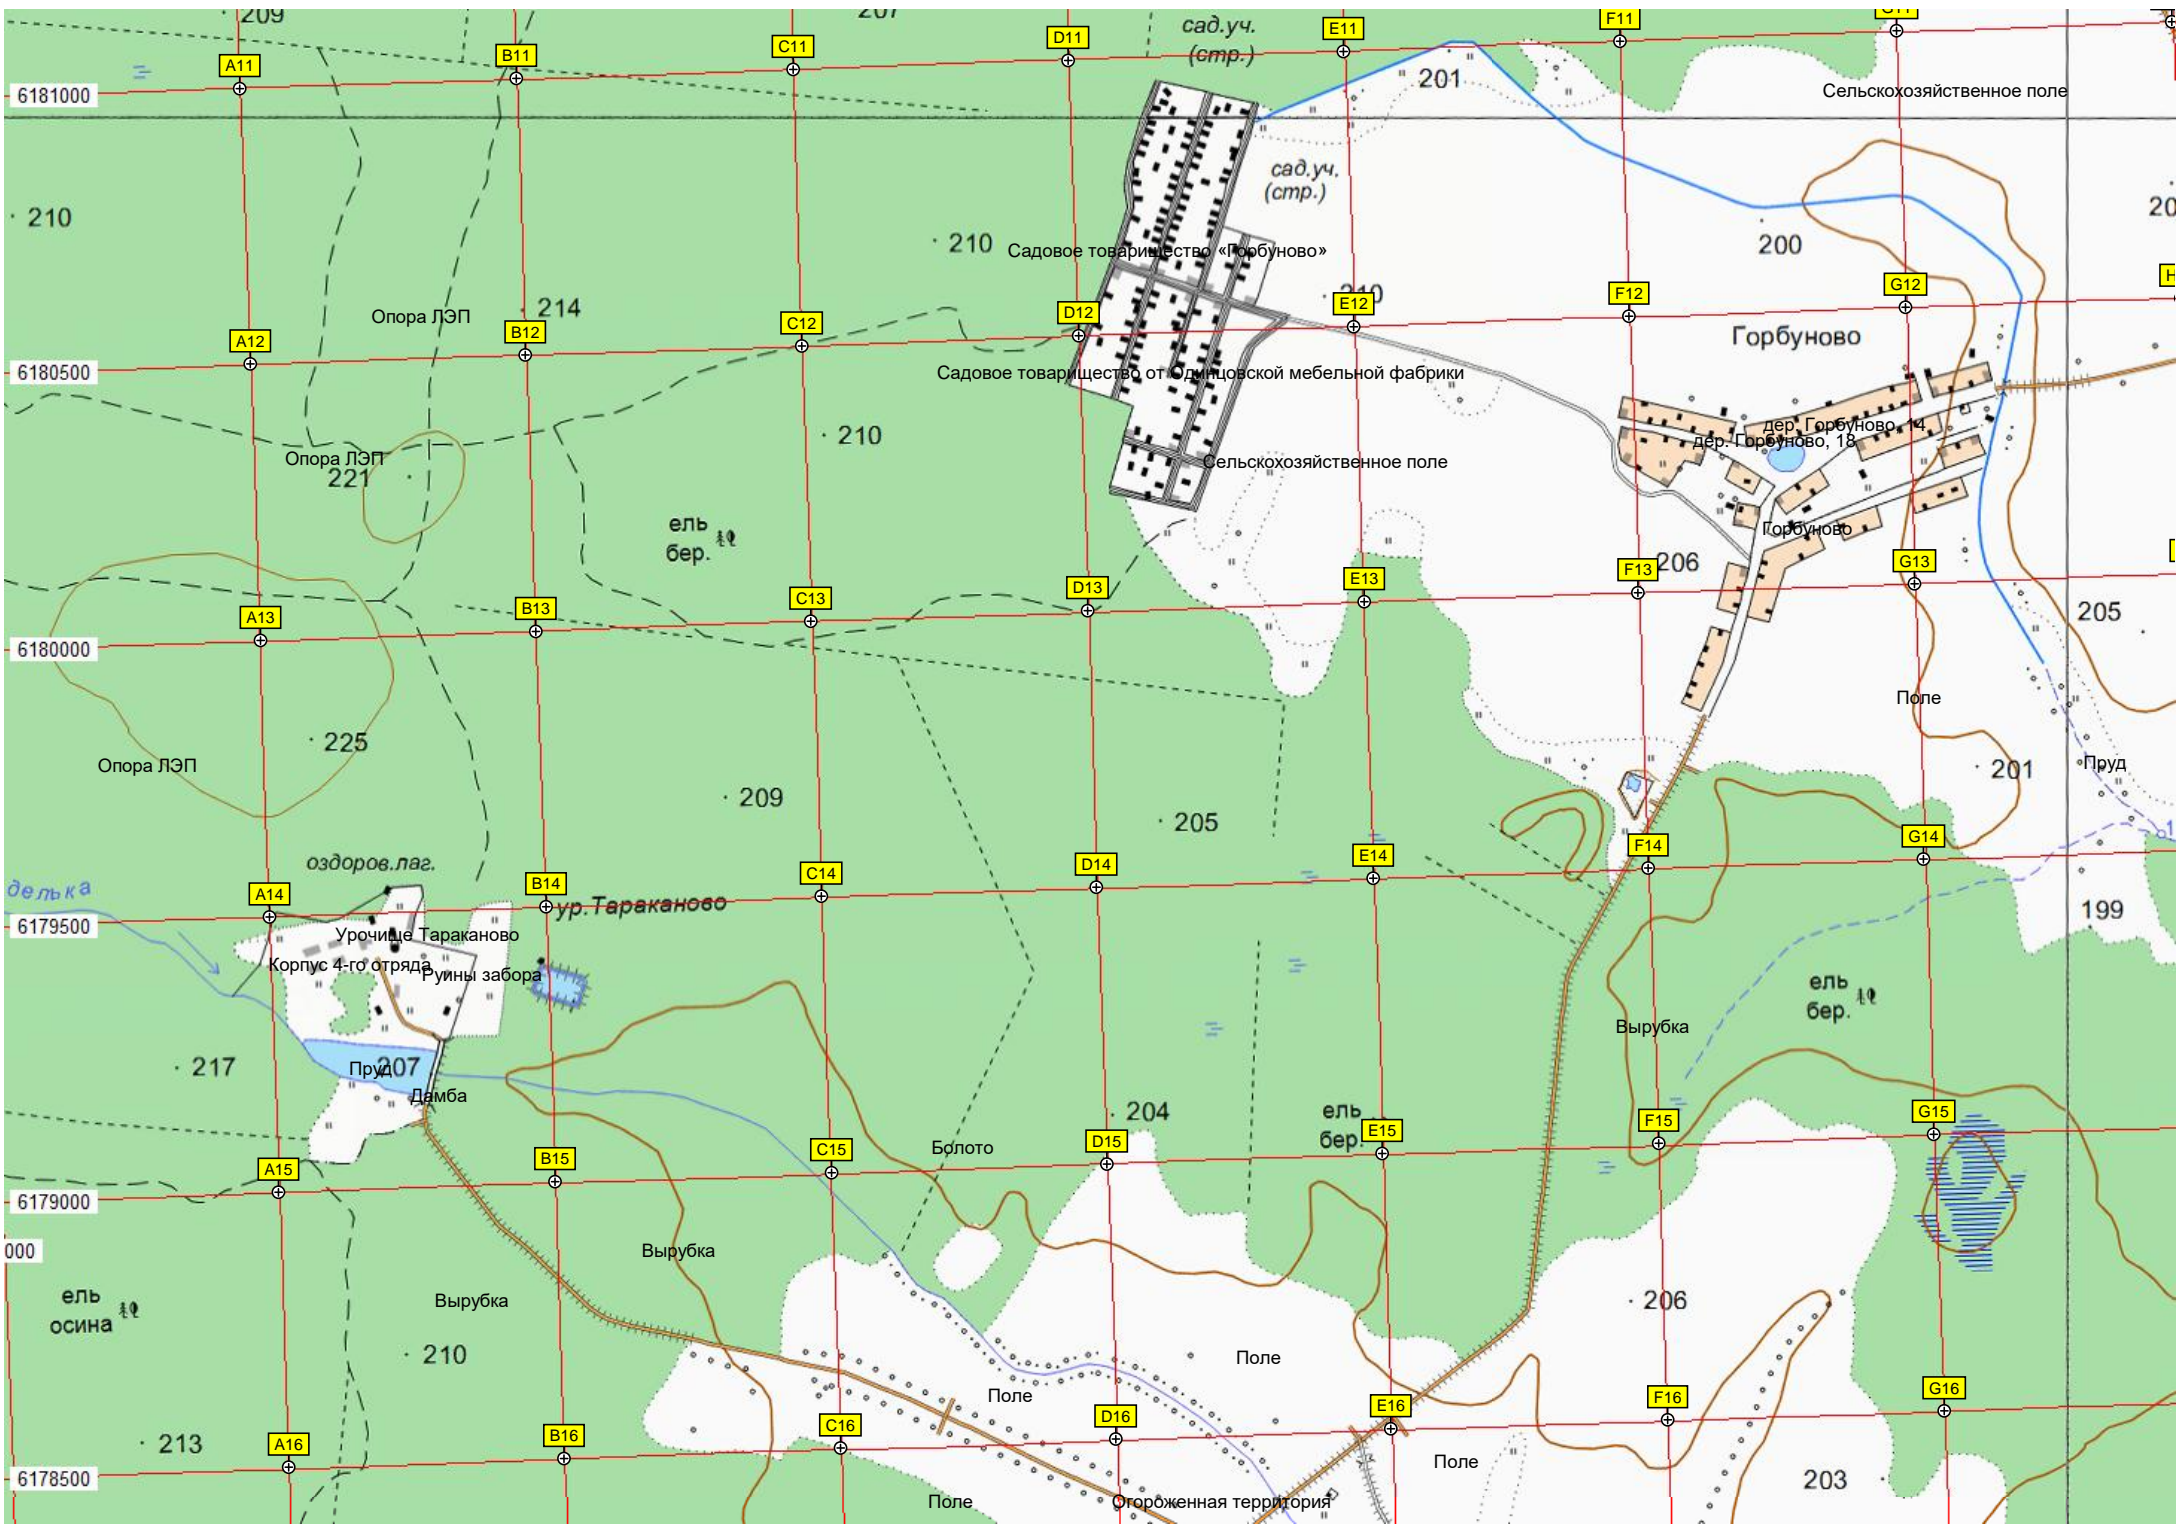 209
207
сад.уч.
(стр.)
A11
B11
C11
D11
E11
F11
G11
6181000
201
Сельскохозяйственное поле
сад.уч.
(стр.)
210
210
200
20
Садовое товарищество «Горбуново»
Опора ЛЭП
214
210
A12
B12
C12
D12
E12
F12
G12
H
Горбуново
6180500
Садовое товарищество от Одинцовской мебельной фабрики
дер. Горбуново, 14
дер. Горбуново, 18
210
Опора ЛЭП
221
Сельскохозяйственное поле
ель
бер.
Горбуново
206
A13
B13
C13
D13
E13
F13
G13
205
6180000
Поле
225
Опора ЛЭП
201
Пруд
209
205
оздоров.лаг.
A14
B14
C14
D14
E14
F14
G14
делька
ур.Тараканово
199
6179500
Урочище Тараканово
Корпус 4-го отряда
Руины забора
ель
бер.
Вырубка
217
Пруд
207
Дамба
204
ель
бер.
A15
B15
C15
D15
E15
F15
G15
Болото
6179000
000
Вырубка
ель
осина
Вырубка
206
210
Поле
Поле
A16
B16
C16
D16
E16
F16
G16
213
Поле
6178500
203
Поле
Огороженная территория